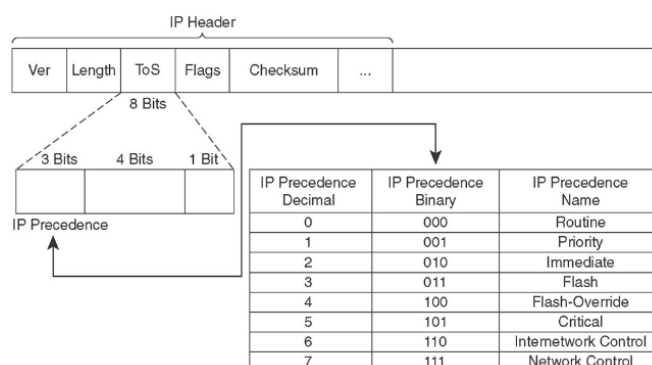 IP Header
Ver Length ToS Flags Checksum ...
8 Bits
3 Bits 4 Bits 1 Bit
IP Precedence
IP Precedence Decimal IP Precedence Binary IP Precedence Name
0 000 Routine
1 001 Priority
2 010 Immediate
3 011 Flash
4 100 Flash-Override
5 101 Critical
6 110 Internetwork Control
7 111 Network Control